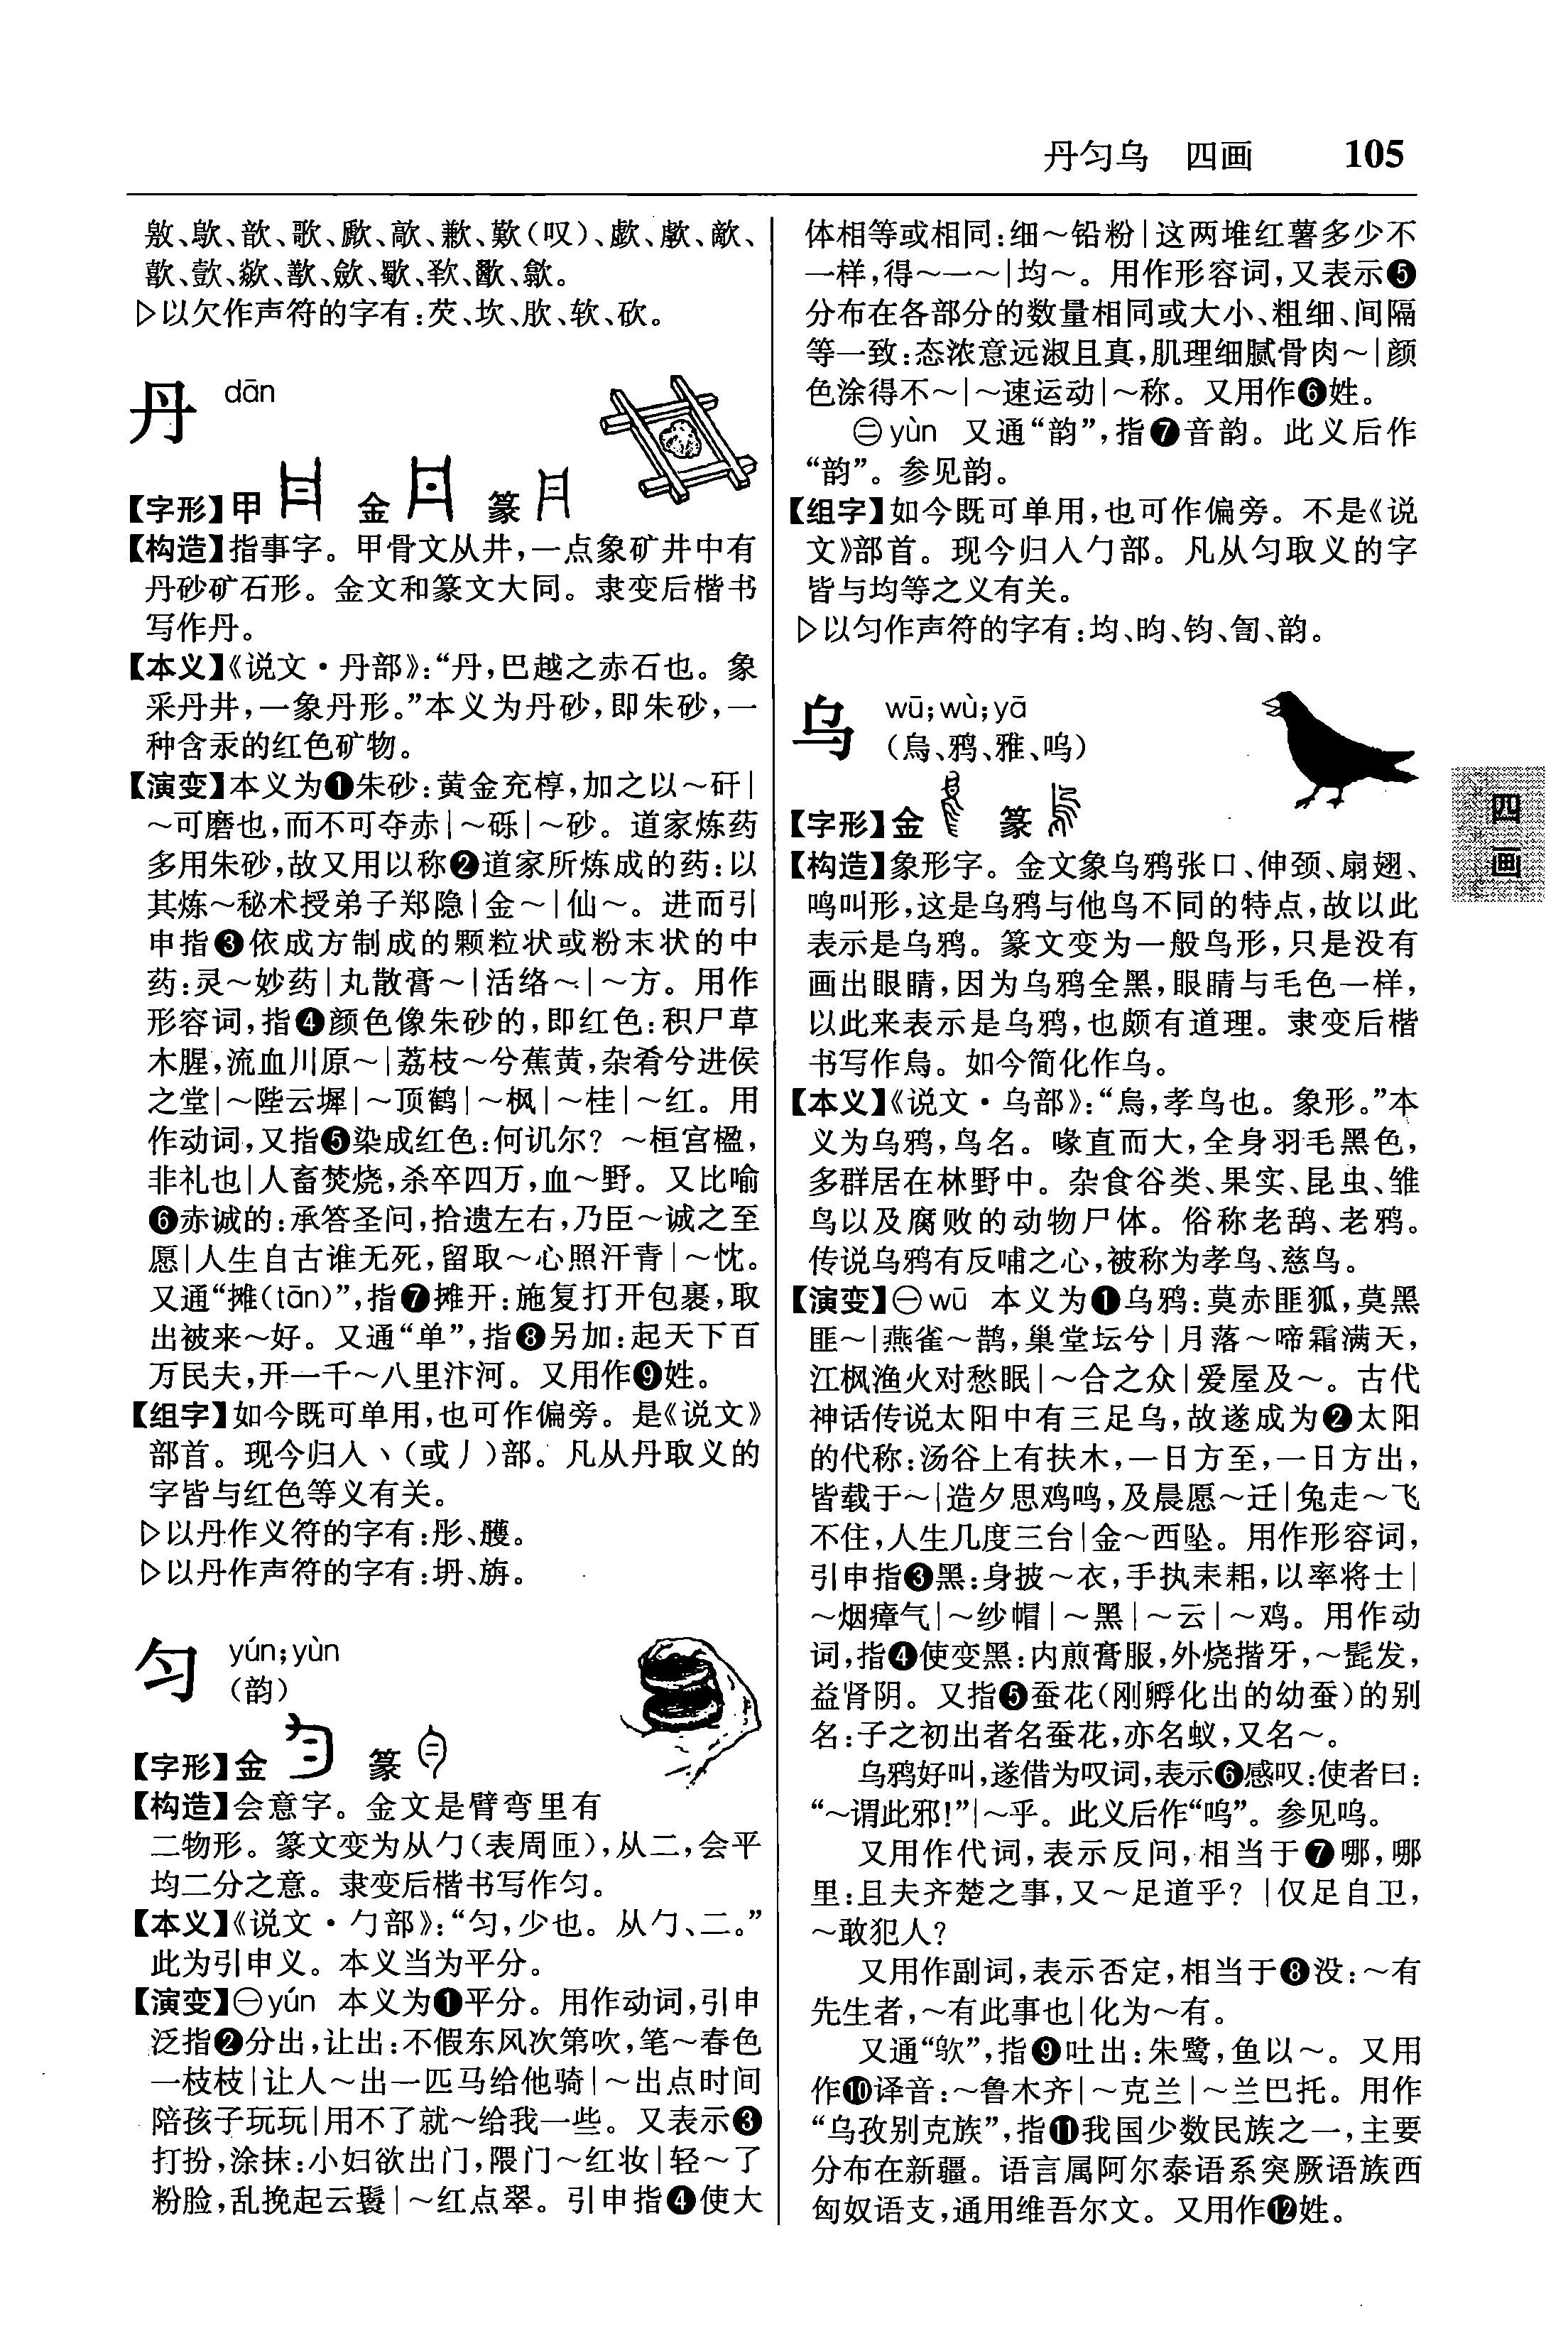 丹匀乌 四画 105
敫、欹、歆、歌、厥、歊、歉、歎(叹)、歔、歑、歒、
▷以欠作声符的字有:芡、坎、肷、软、砍。
丹 dān
【字形】甲 金 篆
【构造】指事字。甲骨文从井,一点象矿井中有
丹砂矿石形。金文和篆文大同。隶变后楷书
写作丹。
【本义】《说文·丹部》:“丹,巴越之赤石也。象
采丹井,一象丹形。”本义为丹砂,即朱砂,一
种含汞的红色矿物。
【演变】本义为❶朱砂:黄金充椁,加之以~矸|
~可磨也,而不可夺赤|~砾|~砂。道家炼药
多用朱砂,故又用以称❷道家所炼成的药:以
其炼~秘术授弟子郑隐|金~|仙~。进而引
申指❸依成方制成的颗粒状或粉末状的中
药:灵~妙药|丸散膏~|活络~|~方。用作
形容词,指❹颜色像朱砂的,即红色:积尸草
木腥,流血川原~|荔枝~兮蕉黄,杂肴兮进侯
之堂|~陛云墀|~顶鹤|~枫|~桂|~红。用
作动词,又指❺染成红色:何讥尔?~桓宫楹,
非礼也|人畜焚烧,杀卒四万,血~野。又比喻
❻赤诚的:承答圣问,拾遗左右,乃臣~诚之至
愿|人生自古谁无死,留取~心照汗青|~忱。
又通“摊(tān)”,指❼摊开:施复打开包裹,取
出被来~好。又通“单”,指❽另加:起天下百
万民夫,开一千~八里汴河。又用作❾姓。
【组字】如今既可单用,也可作偏旁。是《说文》
部首。现今归入丶(或丿)部。凡从丹取义的
字皆与红色等义有关。
▷以丹作义符的字有:彤、雘。
▷以丹作声符的字有:坍、旃。
匀 yún;yùn
(韵)
【字形】金 篆
【构造】会意字。金文是臂弯里有
二物形。篆文变为从勹(表周匝),从二,会平
均二分之意。隶变后楷书写作匀。
【本义】《说文·勹部》:“匀,少也。从勹、二。”
此为引申义。本义当为平分。
【演变】㊀yún 本义为❶平分。用作动词,引申
泛指❷分出,让出:不假东风次第吹,笔~春色
一枝枝|让人~出一匹马给他骑|~出点时间
陪孩子玩玩|用不了就~给我一些。又表示❸
打扮,涂抹:小妇欲出门,隈门~红妆|轻~了
粉脸,乱挽起云鬟|~红点翠。引申指❹使大
体相等或相同:细~铅粉|这两堆红薯多少不
一样,得~一~|均~。用作形容词,又表示❺
分布在各部分的数量相同或大小、粗细、间隔
等一致:态浓意远淑且真,肌理细腻骨肉~|颜
色涂得不~|~速运动|~称。又用作❻姓。
㊁yùn 又通“韵”,指❼音韵。此义后作
“韵”。参见韵。
【组字】如今既可单用,也可作偏旁。不是《说
文》部首。现今归入勹部。凡从匀取义的字
皆与均等之义有关。
▷以匀作声符的字有:均、昀、钧、訇、韵。
乌 wū;wù;yā
(烏、鸦、雅、呜)
【字形】金 篆
【构造】象形字。金文象乌鸦张口、伸颈、扇翅、
鸣叫形,这是乌鸦与他鸟不同的特点,故以此
表示是乌鸦。篆文变为一般鸟形,只是没有
画出眼睛,因为乌鸦全黑,眼睛与毛色一样,
以此来表示是乌鸦,也颇有道理。隶变后楷
书写作烏。如今简化作乌。
【本义】《说文·乌部》:“烏,孝鸟也。象形。”本
义为乌鸦,鸟名。喙直而大,全身羽毛黑色,
多群居在林野中。杂食谷类、果实、昆虫、雏
鸟以及腐败的动物尸体。俗称老鸹、老鸦。
传说乌鸦有反哺之心,被称为孝鸟、慈鸟。
【演变】㊀wū 本义为❶乌鸦:莫赤匪狐,莫黑
匪~|燕雀~鹊,巢堂坛兮|月落~啼霜满天,
江枫渔火对愁眠|~合之众|爱屋及~。古代
神话传说太阳中有三足乌,故遂成为❷太阳
的代称:汤谷上有扶木,一日方至,一日方出,
皆载于~|造夕思鸡鸣,及晨愿~迁|兔走~飞
不住,人生几度三台|金~西坠。用作形容词,
引申指❸黑:身披~衣,手执耒耜,以率将士|
~烟瘴气|~纱帽|~黑|~云|~鸡。用作动
词,指❹使变黑:内煎膏服,外烧揩牙,~髭发,
益肾阴。又指❺蚕花(刚孵化出的幼蚕)的别
名:子之初出者名蚕花,亦名蚁,又名~。
乌鸦好叫,遂借为叹词,表示❻感叹:使者曰:
“~谓此邪!”|~乎。此义后作“呜”。参见呜。
又用作代词,表示反问,相当于❼哪,哪
里:且夫齐楚之事,又~足道乎?|仅足自卫,
~敢犯人?
又用作副词,表示否定,相当于❽没:~有
先生者,~有此事也|化为~有。
又通“欤”,指❾吐出:朱鹭,鱼以~。又用
作❿译音:~鲁木齐|~克兰|~兰巴托。用作
“乌孜别克族”,指⓫我国少数民族之一,主要
分布在新疆。语言属阿尔泰语系突厥语族西
匈奴语支,通用维吾尔文。又用作⓬姓。
四画